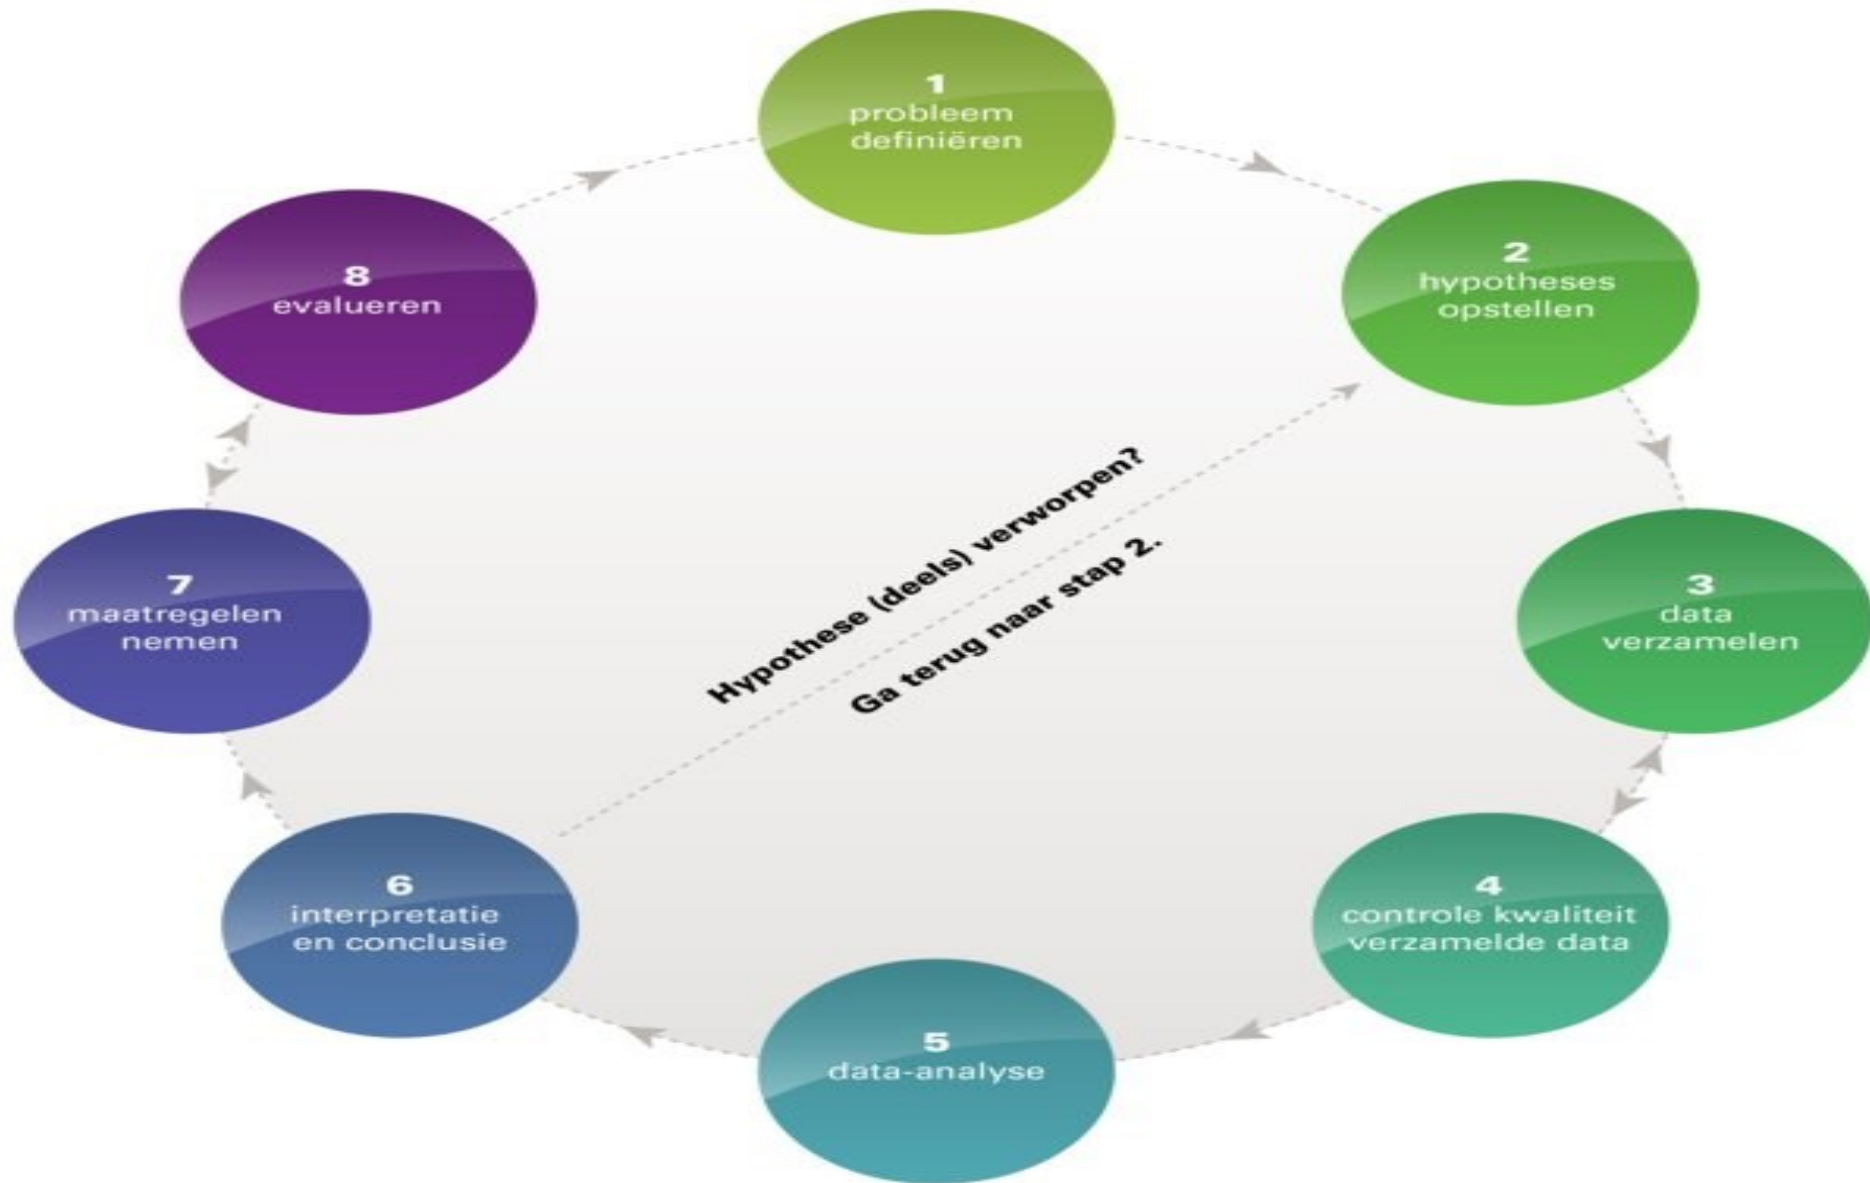 1
probleem
definiëren
2
hypotheses
opstellen
3
data
verzamelen
4
controle kwaliteit
verzamelde data
5
data-analyse
6
interpretatie
en conclusie
7
maatregelen
nemen
8
evalueren
Hypothese (deels) verworpen?
Ga terug naar stap 2.